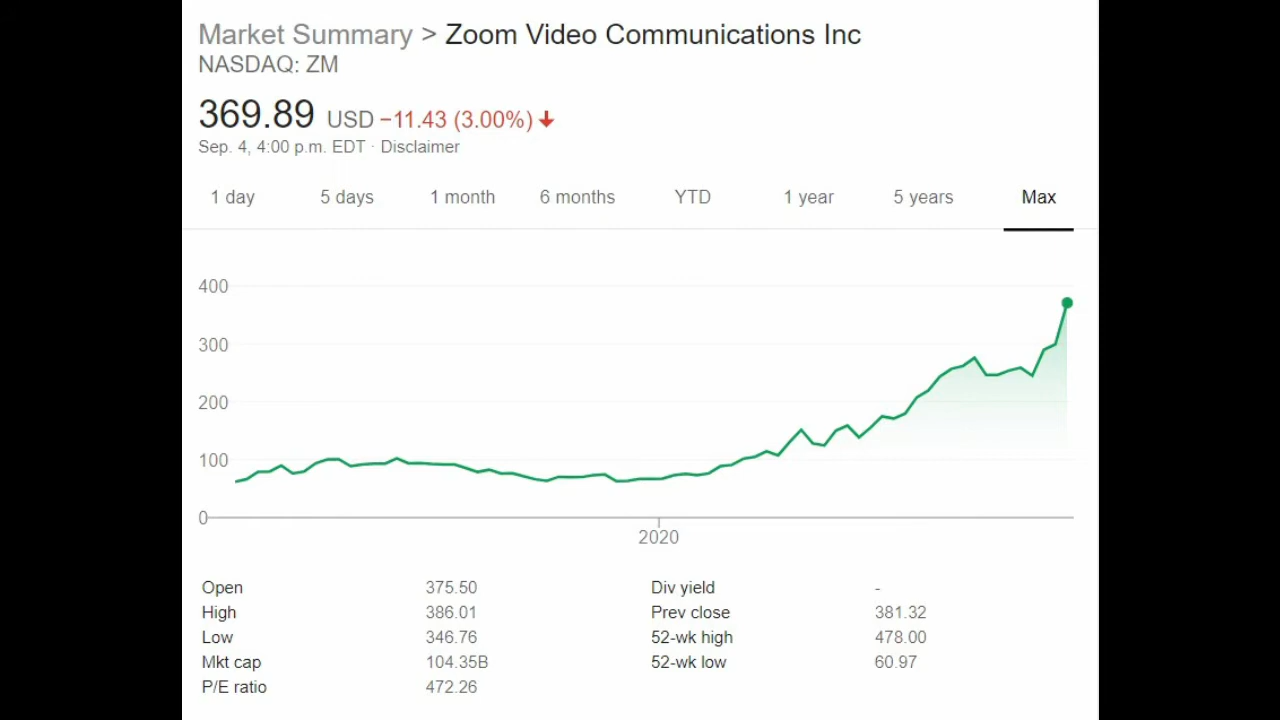 Market Summary > Zoom Video Communications Inc
NASDAQ: ZM
369.89 USD −11.43 (3.00%)
Sep. 4, 4:00 p.m. EDT · Disclaimer
1 day 5 days 1 month 6 months YTD 1 year 5 years Max
400
300
200
100
0
2020
Open 375.50 Div yield -
High 386.01 Prev close 381.32
Low 346.76 52-wk high 478.00
Mkt cap 104.35B 52-wk low 60.97
P/E ratio 472.26